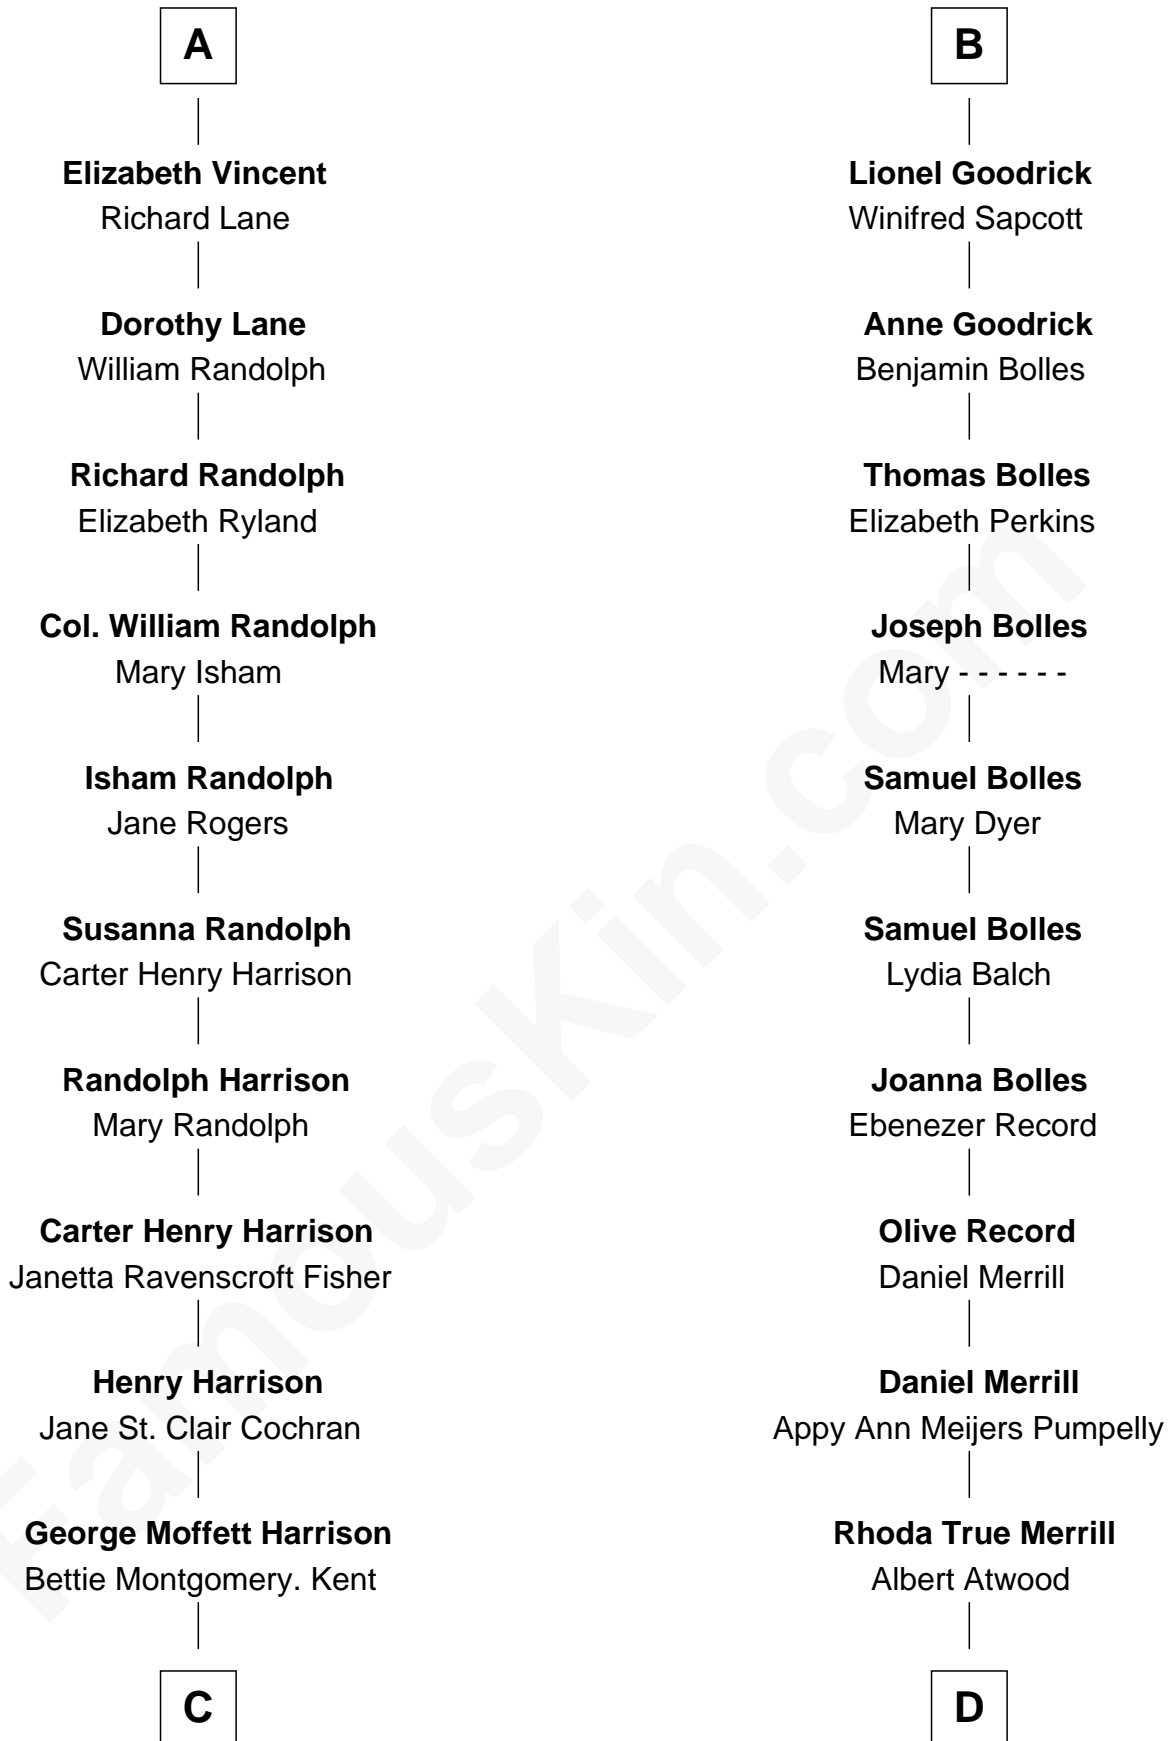 A
Elizabeth Vincent
Richard Lane
Dorothy Lane
William Randolph
Richard Randolph
Elizabeth Ryland
Col. William Randolph
Mary Isham
Isham Randolph
Jane Rogers
Susanna Randolph
Carter Henry Harrison
Randolph Harrison
Mary Randolph
Carter Henry Harrison
Janetta Ravenscroft Fisher
Henry Harrison
Jane St. Clair Cochran
George Moffett Harrison
Bettie Montgomery. Kent
C
B
Lionel Goodrick
Winifred Sapcott
Anne Goodrick
Benjamin Bolles
Thomas Bolles
Elizabeth Perkins
Joseph Bolles
Mary - - - - - -
Samuel Bolles
Mary Dyer
Samuel Bolles
Lydia Balch
Joanna Bolles
Ebenezer Record
Olive Record
Daniel Merrill
Daniel Merrill
Appy Ann Meijers Pumpelly
Rhoda True Merrill
Albert Atwood
D
FamousKin.com